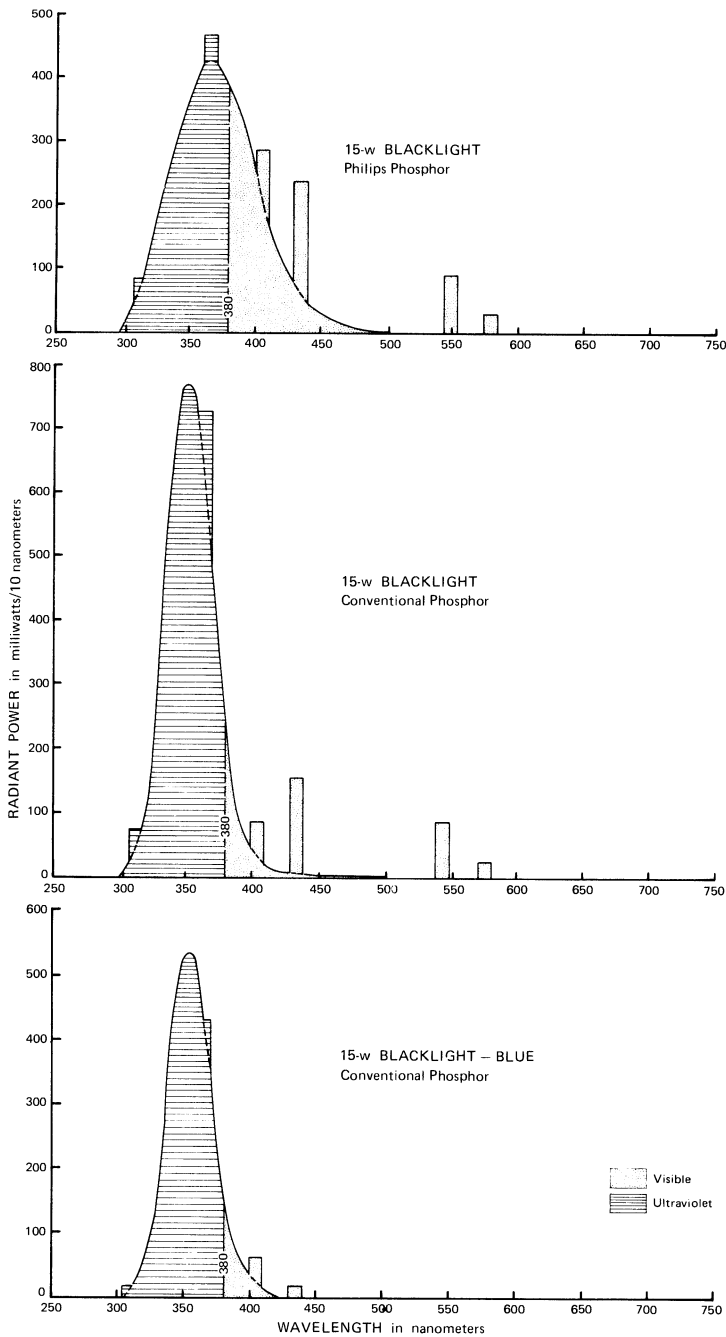 500
400
300
200
100
0
15-w BLACKLIGHT
Philips Phosphor
380
250 300 350 400 450 500 550 600 650 700 750
800
700
600
500
400
300
200
100
0
15-w BLACKLIGHT
Conventional Phosphor
380
250 300 350 400 450 500 550 600 650 700 750
RADIANT POWER in milliwatts/10 nanometers
600
500
400
300
200
100
0
15-w BLACKLIGHT – BLUE
Conventional Phosphor
Visible
Ultraviolet
380
250 300 350 400 450 500 550 600 650 700 750
WAVELENGTH in nanometers